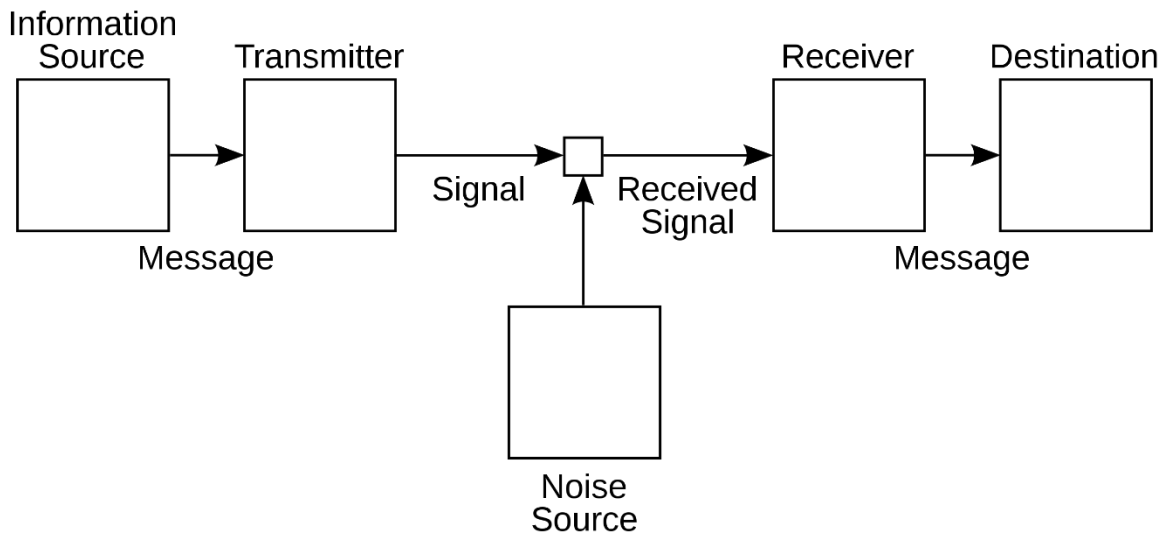 Information
Source
Transmitter
Receiver
Destination
Signal
Received
Signal
Message
Message
Noise
Source